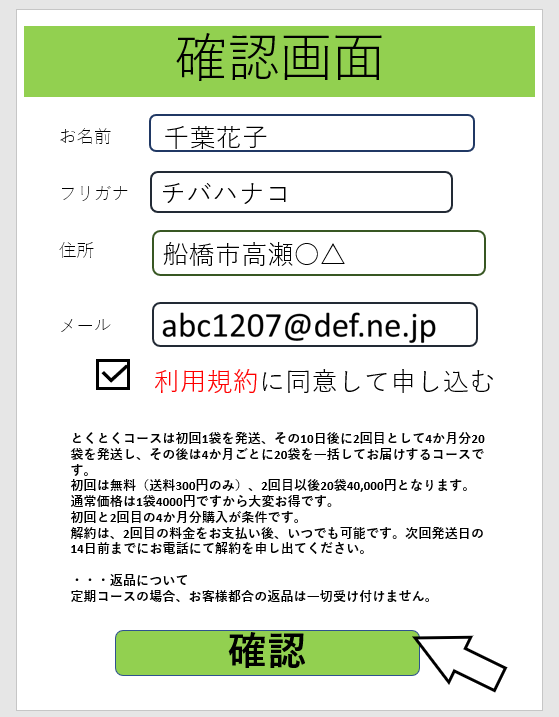 確認画面
お名前
千葉花子
フリガナ
チバハナコ
住所
船橋市高瀬〇△
メール
abc1207@def.ne.jp
利用規約に同意して申し込む
とくとくコースは初回1袋を発送、その10日後に2回目として4か月分20
袋を発送し、その後は4か月ごとに20袋を一括してお届けするコースで
す。
初回は無料（送料300円のみ）、2回目以後20袋40,000円となります。
通常価格は1袋4000円ですから大変お得です。
初回と2回目の4か月分購入が条件です。
解約は、2回目の料金をお支払い後、いつでも可能です。次回発送日の
14日前までにお電話にて解約を申し出てください。
・・・返品について
定期コースの場合、お客様都合の返品は一切受け付けません。
確認